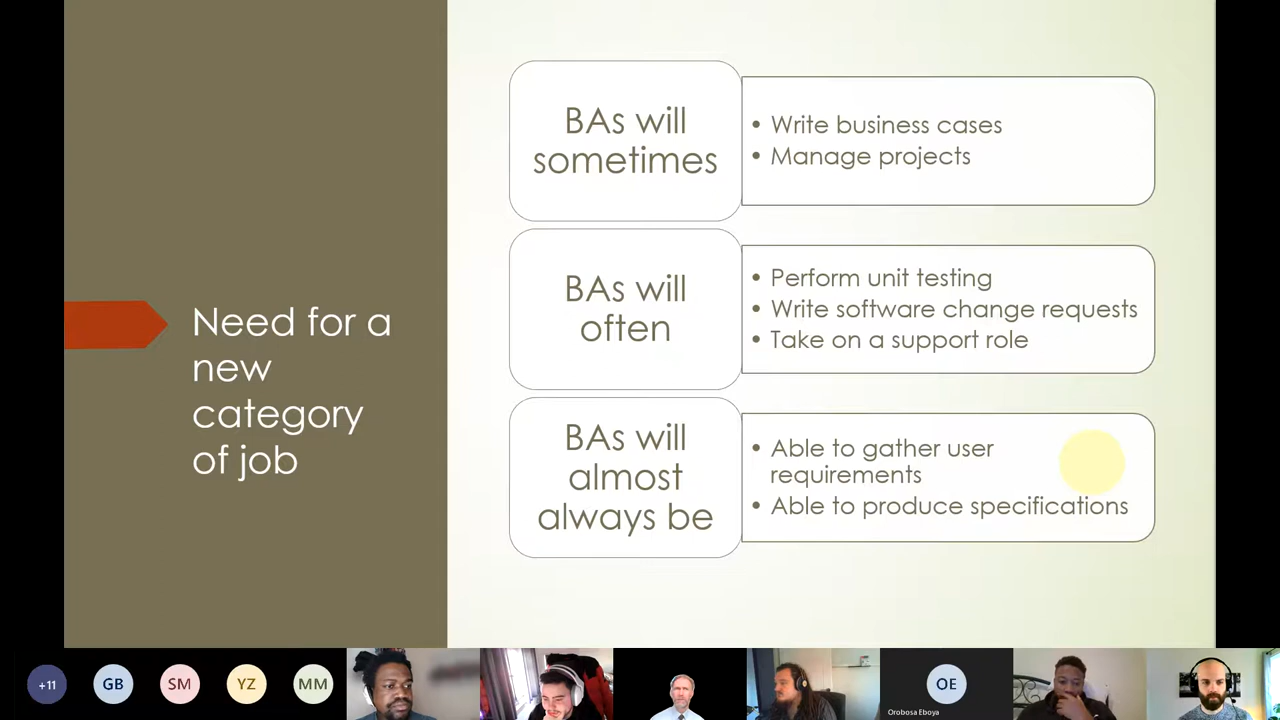 Need for a
new
category
of job
BAs will
sometimes
• Write business cases
• Manage projects
BAs will
often
• Perform unit testing
• Write software change requests
• Take on a support role
BAs will
almost
always be
• Able to gather user
requirements
• Able to produce specifications
+11
GB
SM
YZ
MM
OE
Orobosa Eboya